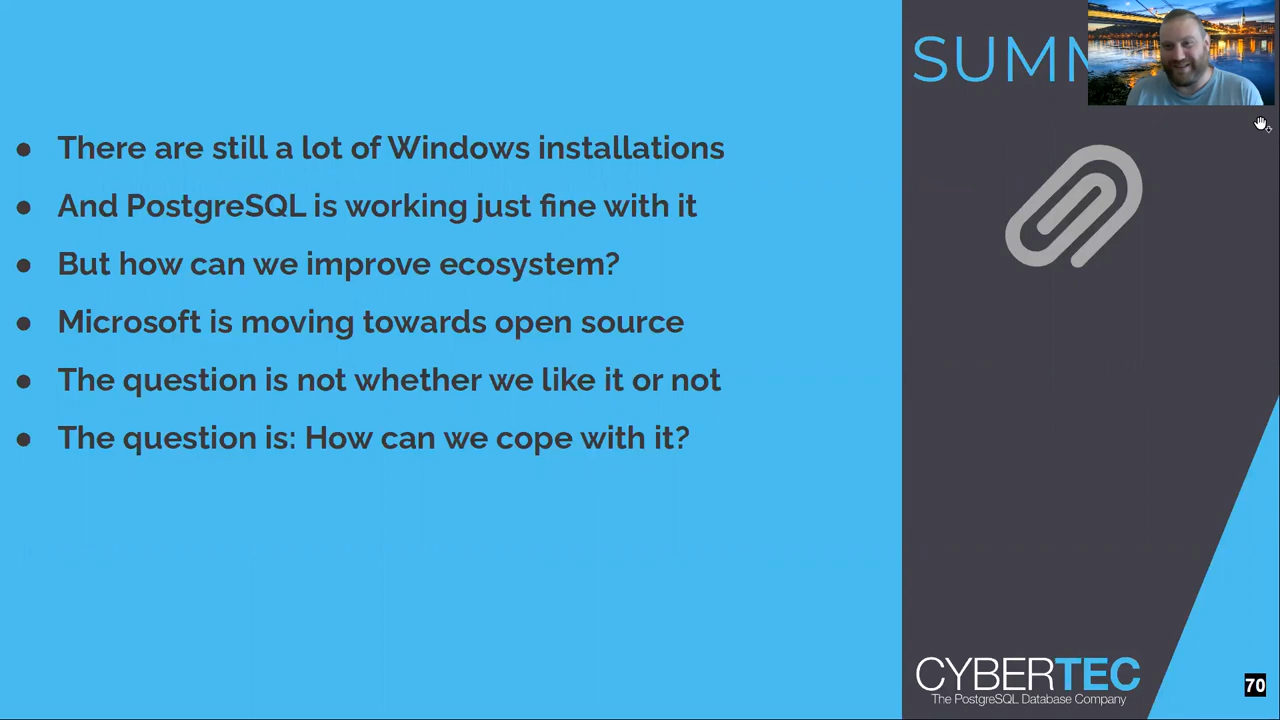 SUMM
● There are still a lot of Windows installations
● And PostgreSQL is working just fine with it
● But how can we improve ecosystem?
● Microsoft is moving towards open source
● The question is not whether we like it or not
● The question is: How can we cope with it?
CYBERTEC
The PostgreSQL Database Company
70